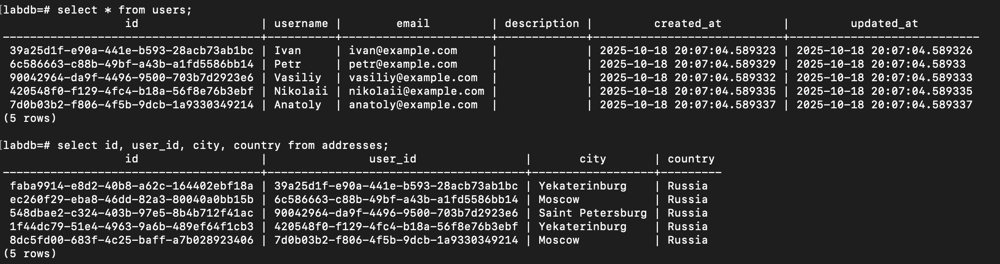 labdb=# select * from users;
id | username | email | description | created_at | updated_at
--------------------------------------+----------+----------------------+-------------+----------------------------+----------------------------
39a25d1f-e90a-441e-b593-28acb73ab1bc | Ivan | ivan@example.com | | 2025-10-18 20:07:04.589323 | 2025-10-18 20:07:04.589326
6c586663-c88b-49bf-a43b-a1fd5586bb14 | Petr | petr@example.com | | 2025-10-18 20:07:04.589329 | 2025-10-18 20:07:04.58933
90042964-da9f-4496-9500-703b7d2923e6 | Vasiliy | vasiliy@example.com | | 2025-10-18 20:07:04.589332 | 2025-10-18 20:07:04.589333
420548f0-f129-4fc4-b18a-56f8e76b3ebf | Nikolaii | nikolaii@example.com | | 2025-10-18 20:07:04.589335 | 2025-10-18 20:07:04.589335
7d0b03b2-f806-4f5b-9dcb-1a9330349214 | Anatoly | anatoly@example.com | | 2025-10-18 20:07:04.589337 | 2025-10-18 20:07:04.589337
(5 rows)
labdb=# select id, user_id, city, country from addresses;
id | user_id | city | country
--------------------------------------+--------------------------------------+------------------+---------
faba9914-e8d2-40b8-a62c-164402ebf18a | 39a25d1f-e90a-441e-b593-28acb73ab1bc | Yekaterinburg | Russia
ec260f29-eba8-46dd-82a3-80040a0bb15b | 6c586663-c88b-49bf-a43b-a1fd5586bb14 | Moscow | Russia
548dbae2-c324-403b-97e5-8b4b712f41ac | 90042964-da9f-4496-9500-703b7d2923e6 | Saint Petersburg | Russia
1f44dc79-51e4-4963-9a6b-489ef64f1cb3 | 420548f0-f129-4fc4-b18a-56f8e76b3ebf | Yekaterinburg | Russia
8dc5fd00-683f-4c25-baff-a7b028923406 | 7d0b03b2-f806-4f5b-9dcb-1a9330349214 | Moscow | Russia
(5 rows)